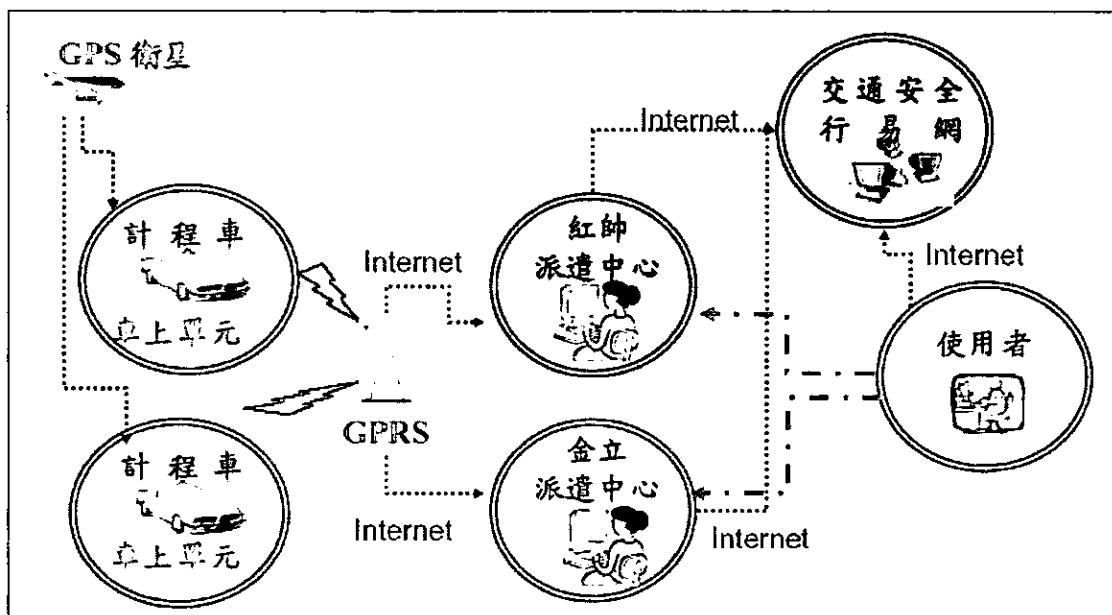 GPS 衛星
交通安全
行易網
Internet
計程車
車上單元
Internet
紅帥
派遣中心
Internet
使用者
GPRS
計程車
車上單元
Internet
金立
派遣中心
Internet